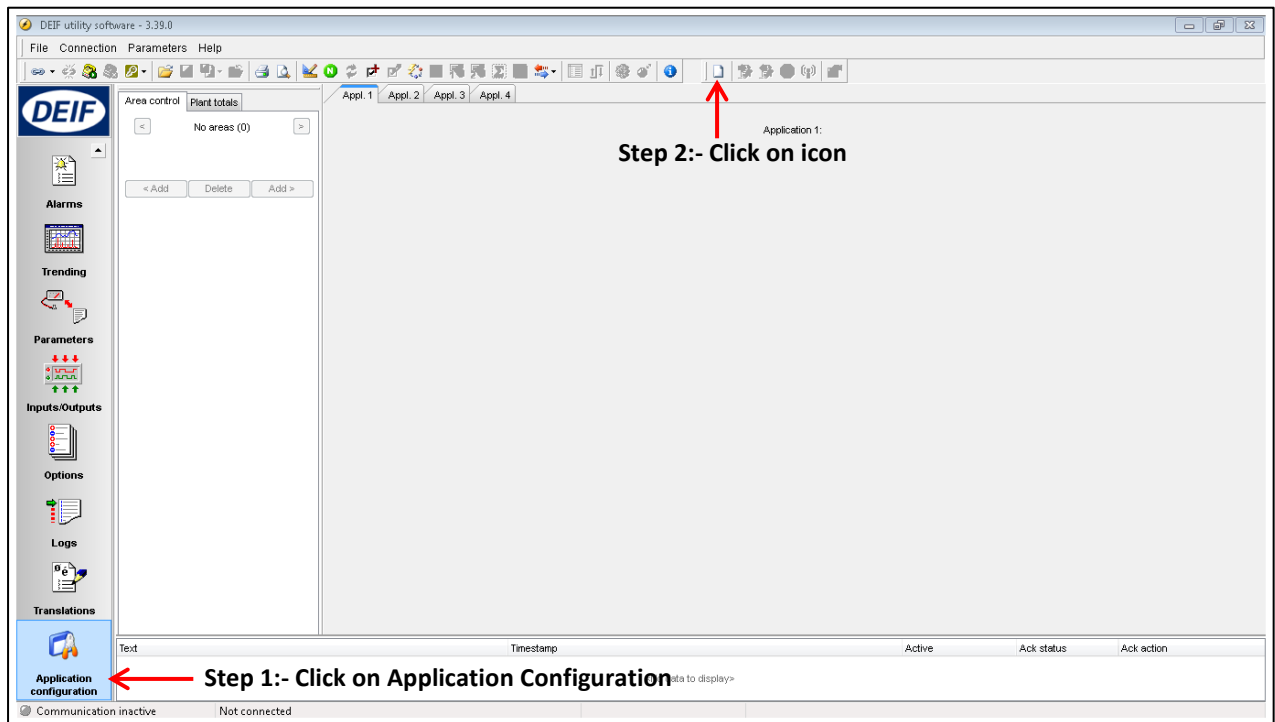 DEIF utility software - 3.39.0
File Connection Parameters Help
DEIF
Area control Plant totals
Appl. 1 Appl. 2 Appl. 3 Appl. 4
< No areas (0) >
Application 1:
Step 2:- Click on icon
< Add Delete Add >
Alarms
Trending
Parameters
Inputs/Outputs
Options
Logs
Translations
Application
configuration
Text Timestamp Active Ack status Ack action
Step 1:- Click on Application Configuration
to display>
Communication inactive Not connected